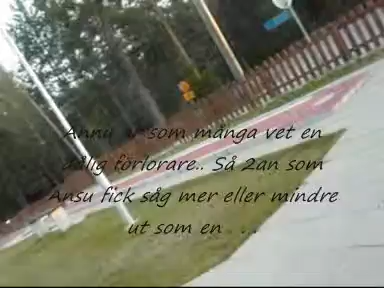 Annu är som många vet en
dålig förlorare.. Så 2an som
Ansu fick såg mer eller mindre
ut som en . . .